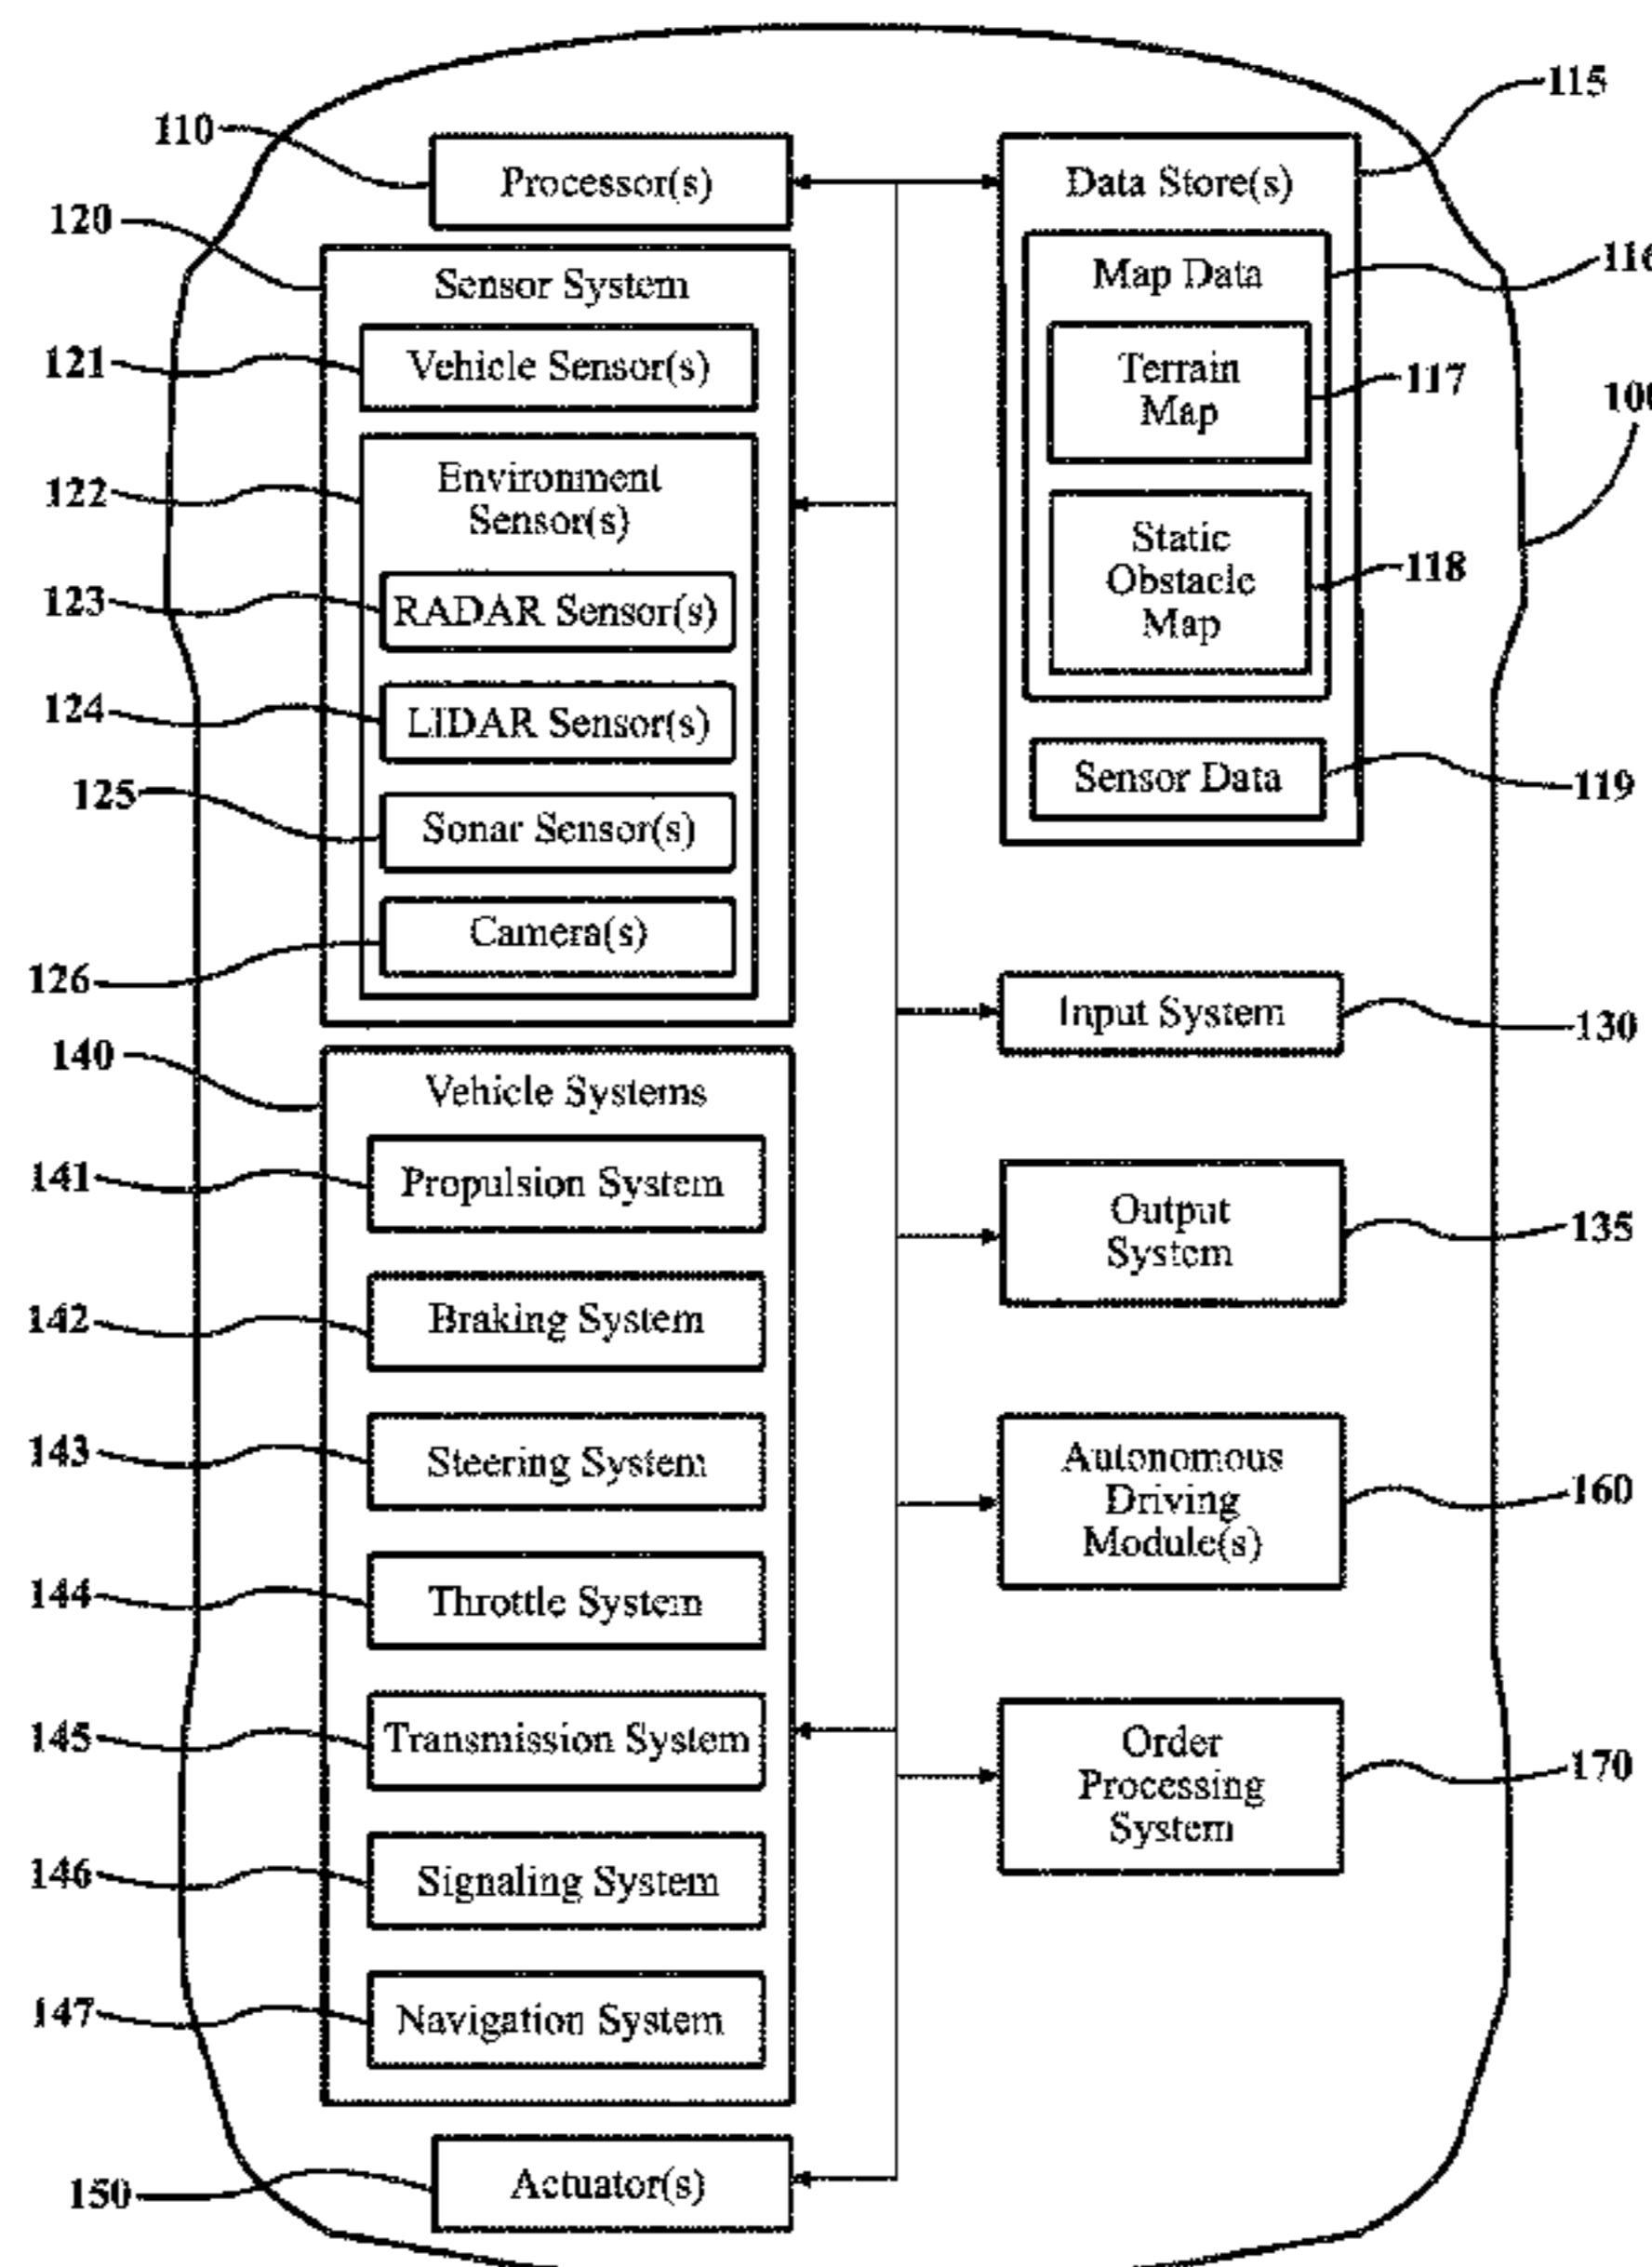 110
Processor(s)
120
Sensor System
121
Vehicle Sensor(s)
122
Environment
Sensor(s)
123
RADAR Sensor(s)
124
LIDAR Sensor(s)
125
Sonar Sensor(s)
126
Camera(s)
140
Vehicle Systems
141
Propulsion System
142
Braking System
143
Steering System
144
Throttle System
145
Transmission System
146
Signaling System
147
Navigation System
150
Actuator(s)
115
Data Store(s)
116
Map Data
Terrain
Map
117
100
Static
Obstacle
Map
118
Sensor Data
119
Input System
130
Output
System
135
Autonomous
Driving
Module(s)
160
Order
Processing
System
170